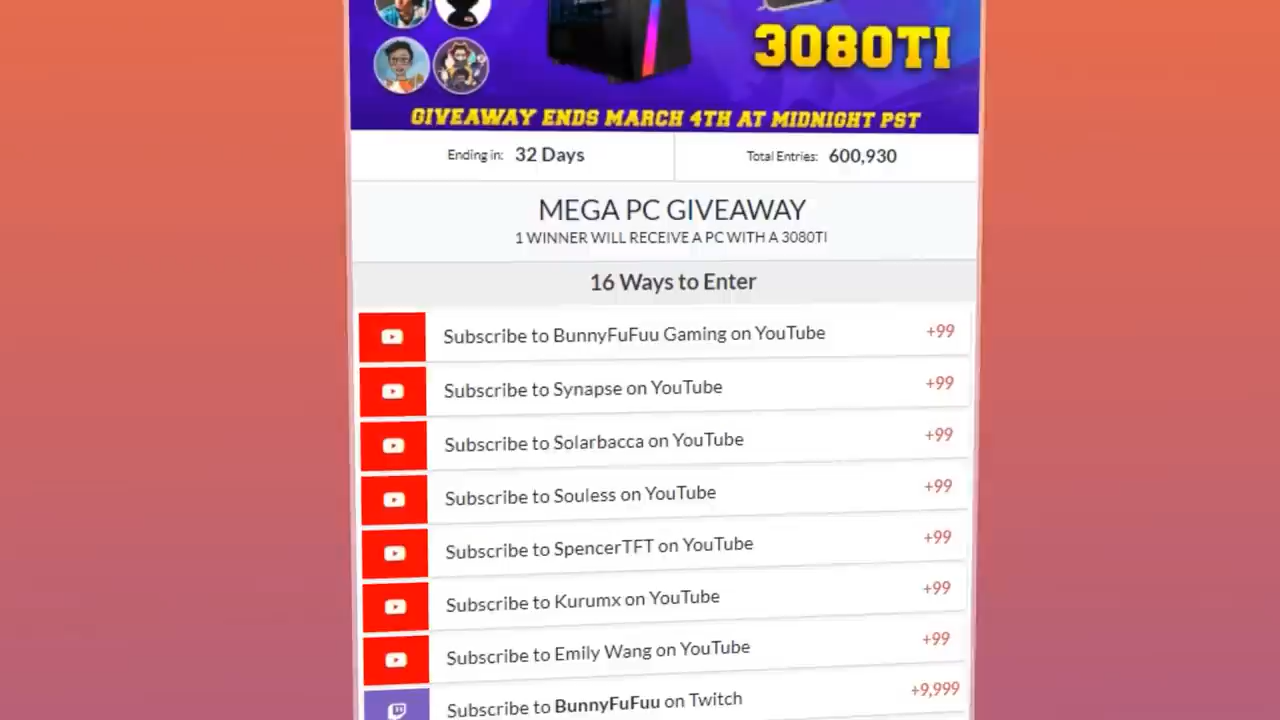 3080TI
GIVEAWAY ENDS MARCH 4TH AT MIDNIGHT PST
Ending in: 32 Days
Total Entries: 600,930
MEGA PC GIVEAWAY
1 WINNER WILL RECEIVE A PC WITH A 3080TI
16 Ways to Enter
Subscribe to BunnyFuFuu Gaming on YouTube +99
Subscribe to Synapse on YouTube +99
Subscribe to Solarbacca on YouTube +99
Subscribe to Souless on YouTube +99
Subscribe to SpencerTFT on YouTube +99
Subscribe to Kurumx on YouTube +99
Subscribe to Emily Wang on YouTube +99
Subscribe to BunnyFuFuu on Twitch +9,999